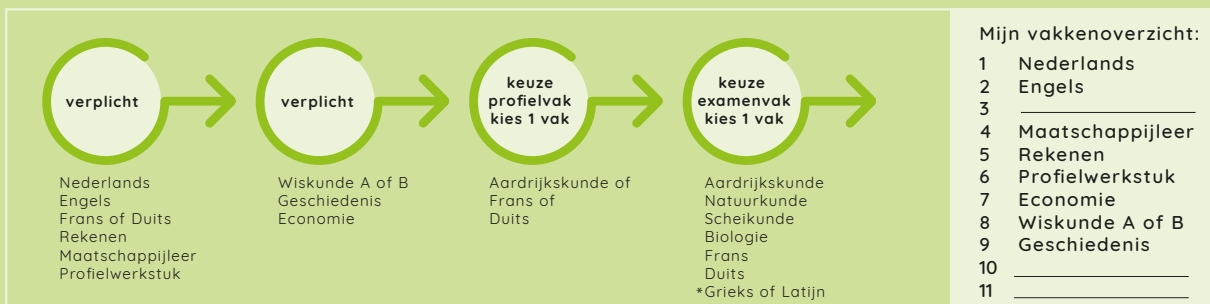 verplicht
Nederlands
Engels
Frans of Duits
Rekenen
Maatschappijleer
Profielwerkstuk
verplicht
Wiskunde A of B
Geschiedenis
Economie
keuze
profielvak
kies 1 vak
Aardrijkskunde of
Frans of
Duits
keuze
examenvak
kies 1 vak
Aardrijkskunde
Natuurkunde
Scheikunde
Biologie
Frans
Duits
*Grieks of Latijn
Mijn vakkenoverzicht:
1 Nederlands
2 Engels
3
4 Maatschappijleer
5 Rekenen
6 Profielwerkstuk
7 Economie
8 Wiskunde A of B
9 Geschiedenis
10
11